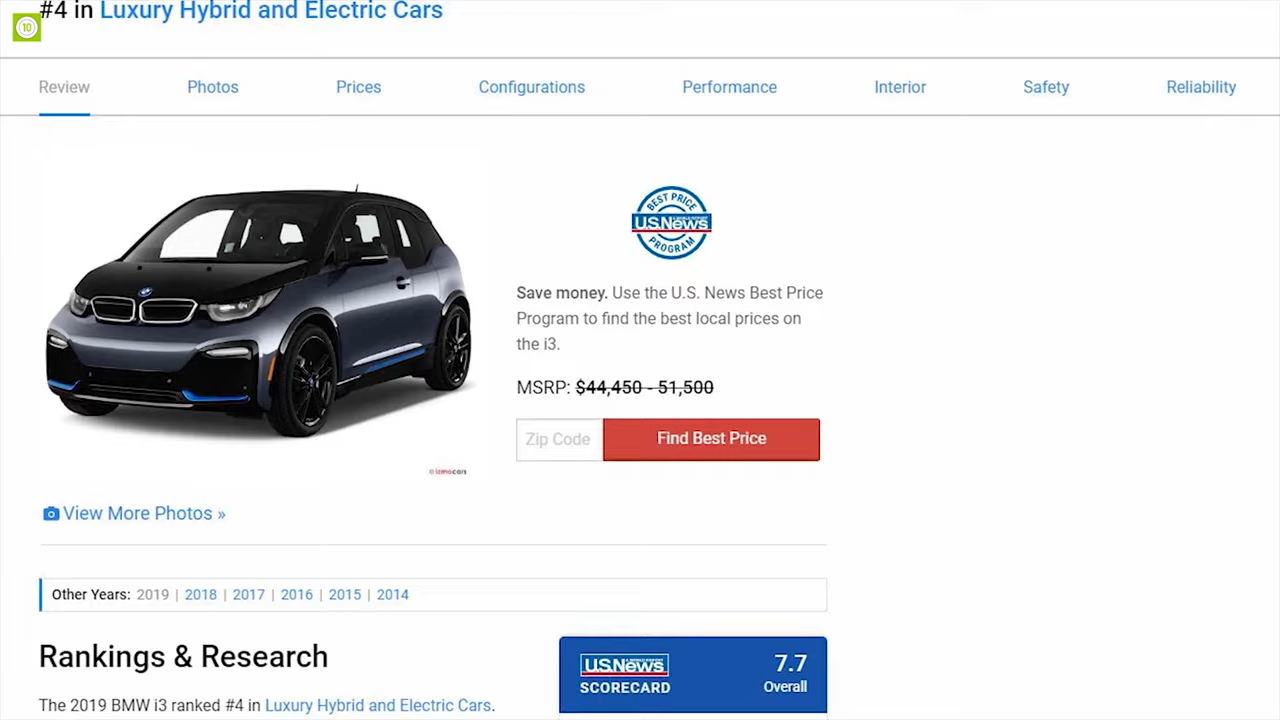 #4 in Luxury Hybrid and Electric Cars
10
Review
Photos
Prices
Configurations
Performance
Interior
Safety
Reliability
BEST PRICE
U.S.News
PROGRAM
Save money. Use the U.S. News Best Price
Program to find the best local prices on
the i3.
MSRP: $44,450 - 51,500
Zip Code
Find Best Price
izmocars
View More Photos »
Other Years: 2019 | 2018 | 2017 | 2016 | 2015 | 2014
Rankings & Research
U.S.News
7.7
SCORECARD
Overall
The 2019 BMW i3 ranked #4 in Luxury Hybrid and Electric Cars.